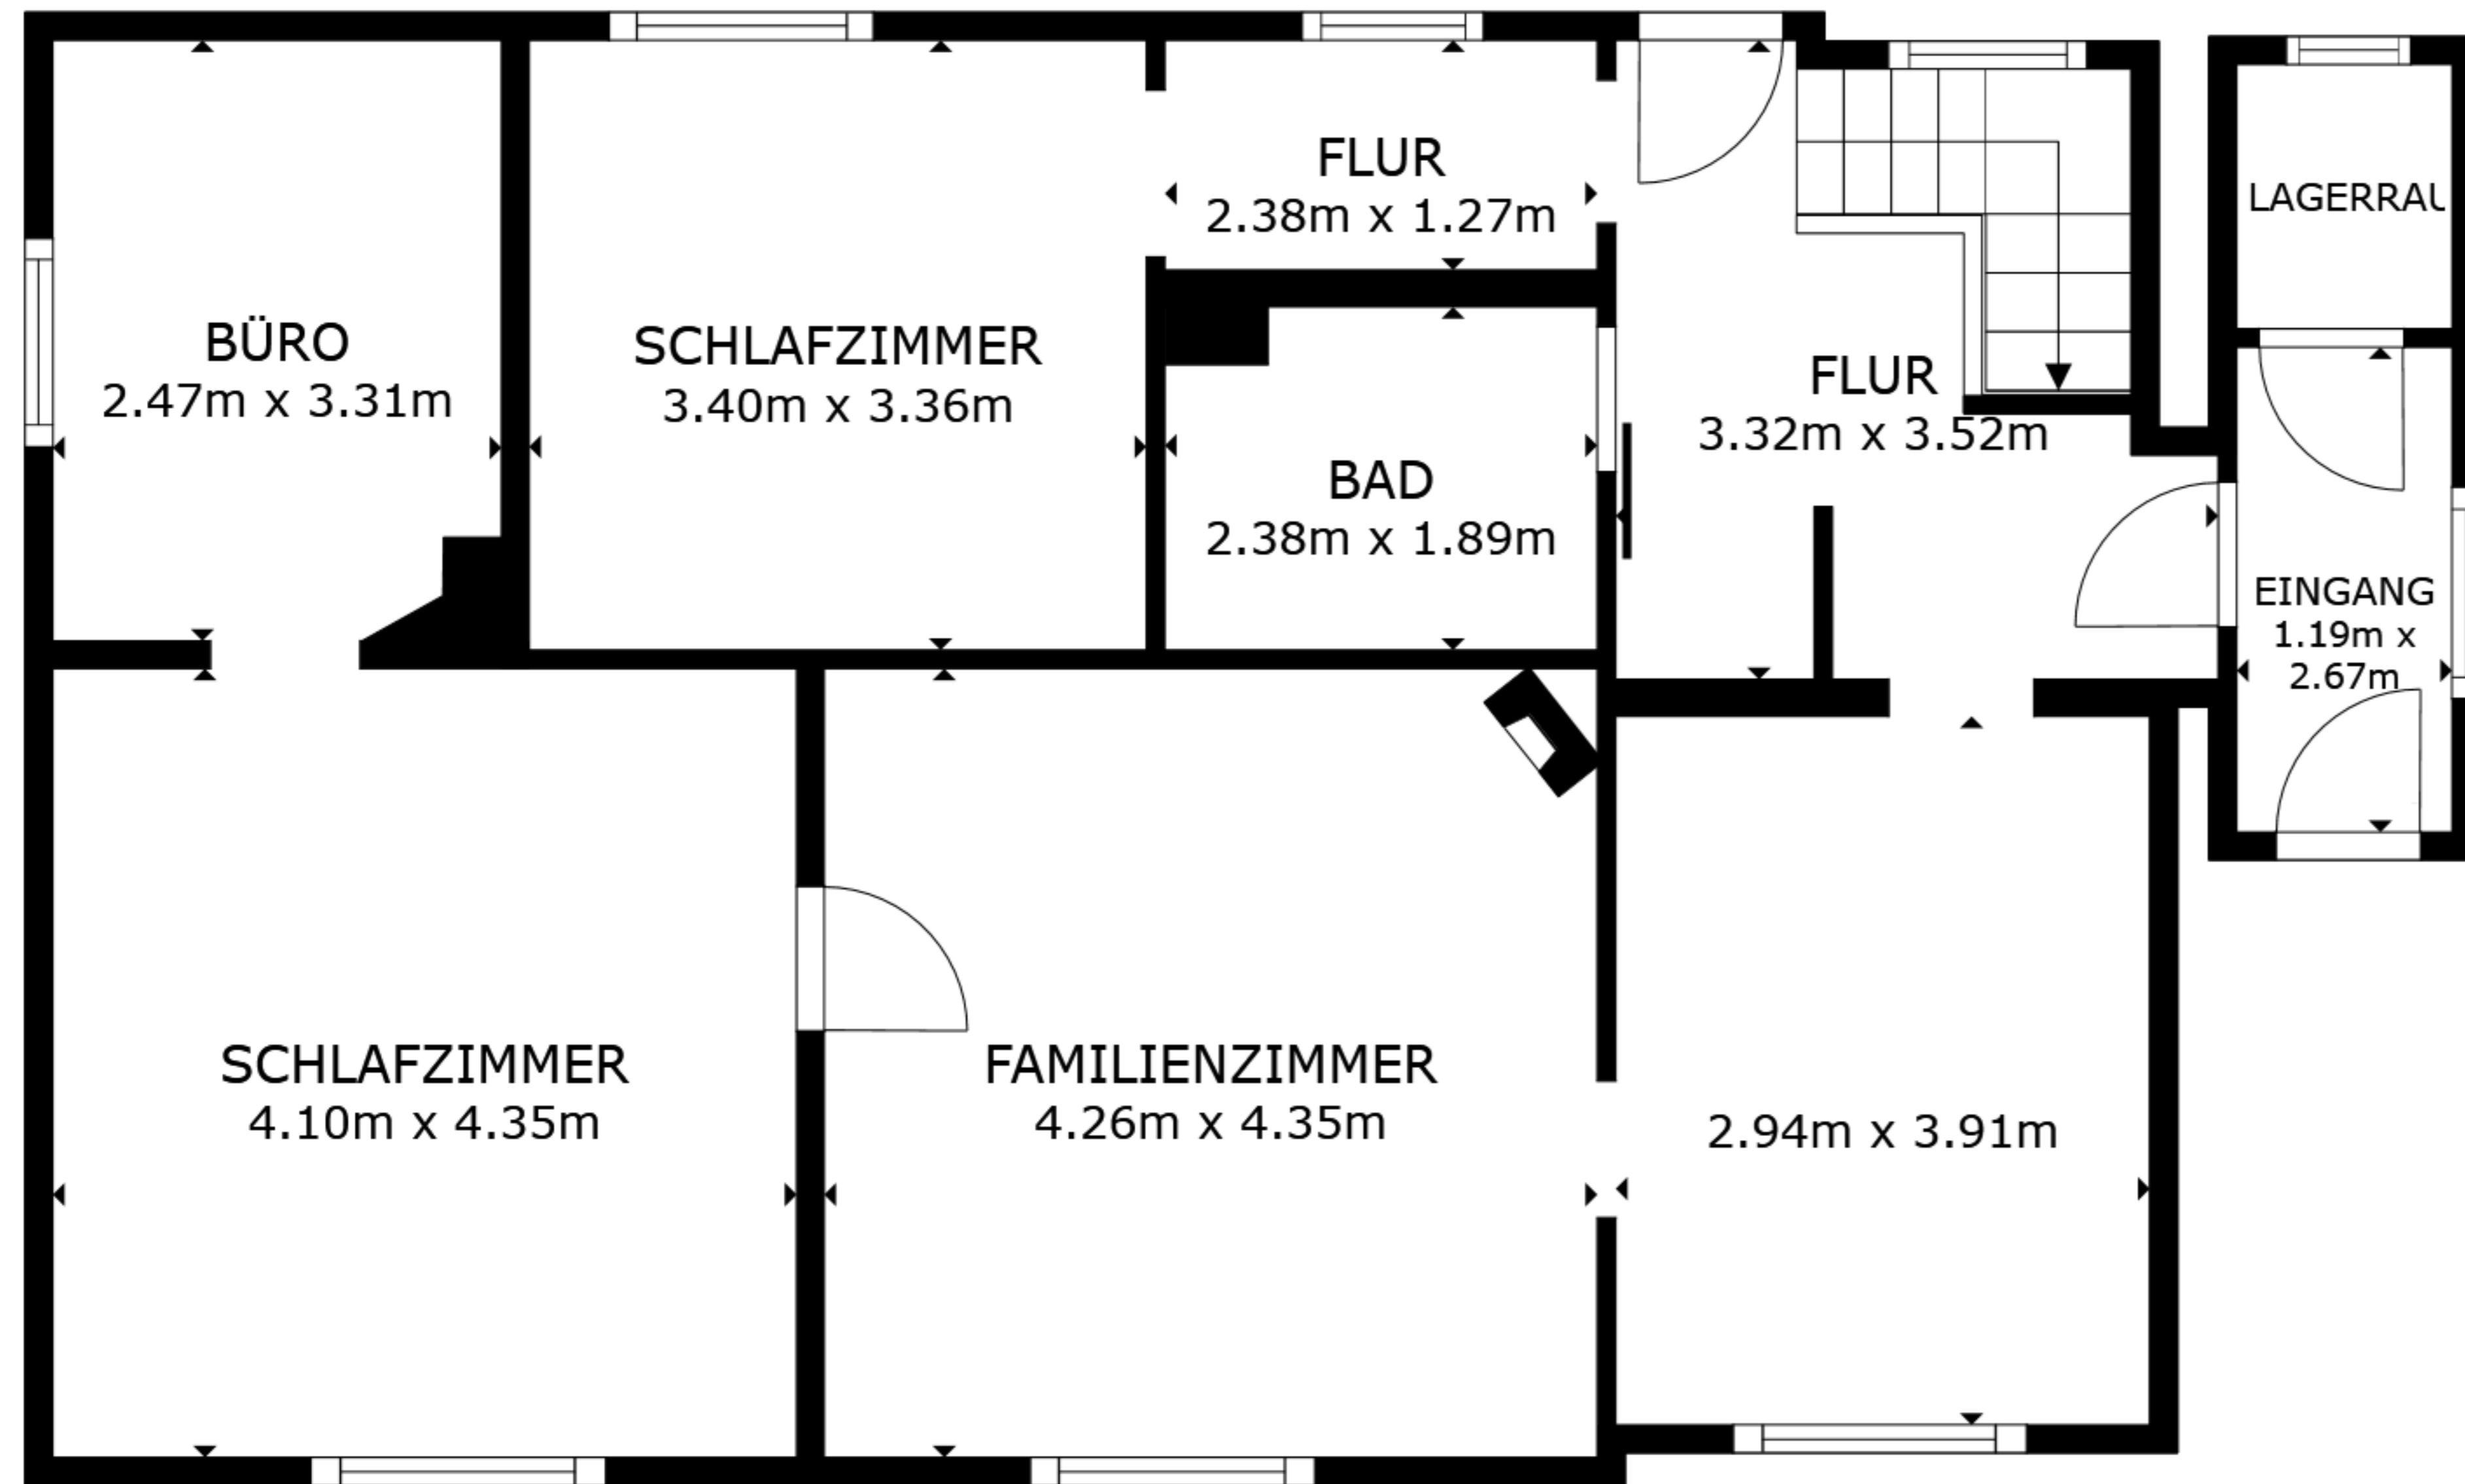 FLUR
2.38m x 1.27m
LAGERRAU
BÜRO
2.47m x 3.31m
SCHLAFZIMMER
3.40m x 3.36m
FLUR
3.32m x 3.52m
BAD
2.38m x 1.89m
EINGANG
1.19m x
2.67m
SCHLAFZIMMER
4.10m x 4.35m
FAMILIENZIMMER
4.26m x 4.35m
2.94m x 3.91m